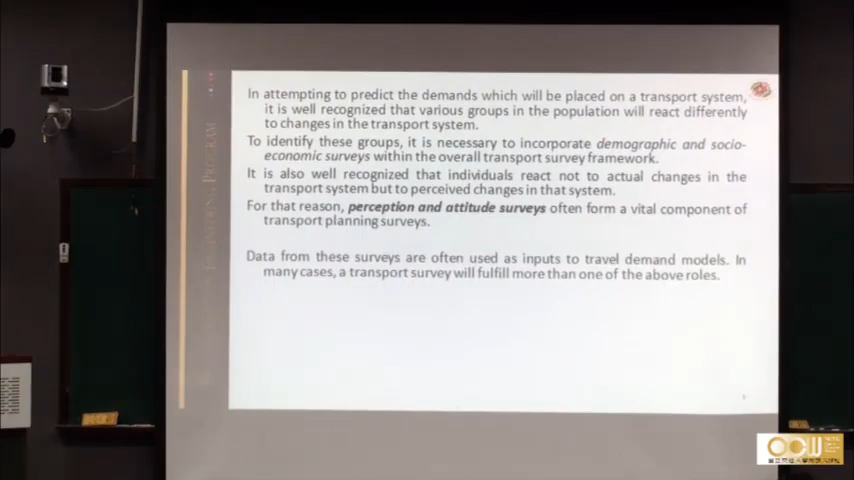 In attempting to predict the demands which will be placed on a transport system,
it is well recognized that various groups in the population will react differently
to changes in the transport system.
To identify these groups, it is necessary to incorporate demographic and socio-
economic surveys within the overall transport survey framework.
It is also well recognized that individuals react not to actual changes in the
transport system but to perceived changes in that system.
For that reason, perception and attitude surveys often form a vital component of
transport planning surveys.
Data from these surveys are often used as inputs to travel demand models. In
many cases, a transport survey will fulfill more than one of the above roles.
PROGRAM
OCW